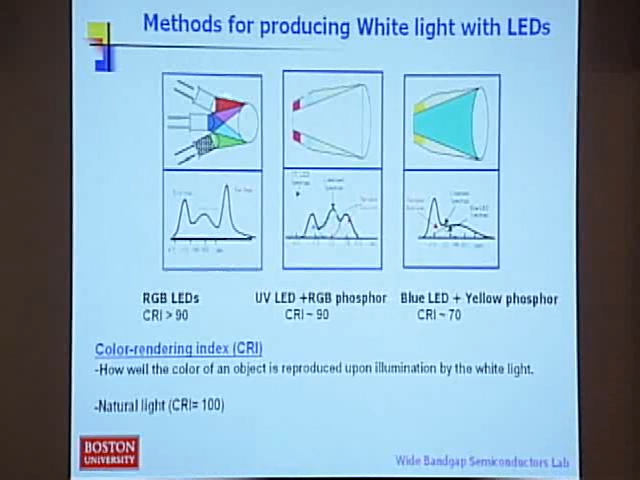 Methods for producing White light with LEDs
RGB LEDs
CRI > 90
UV LED +RGB phosphor
CRI ~ 90
Blue LED + Yellow phosphor
CRI ~ 70
Color-rendering index (CRI)
-How well the color of an object is reproduced upon illumination by the white light.
-Natural light (CRI= 100)
BOSTON
UNIVERSITY
Wide Bandgap Semiconductors Lab